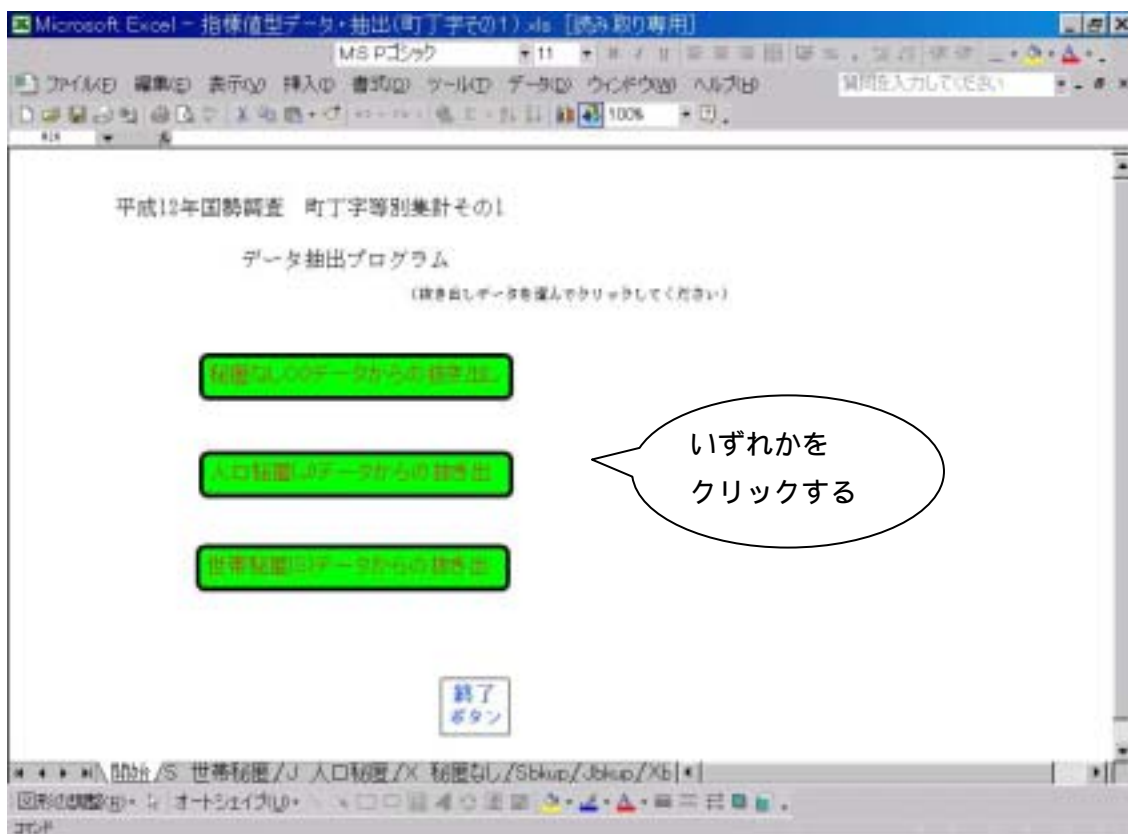 Microsoft Excel - 指標値型データ・抽出(町丁字その1).xls [読み取り専用]
MS Pゴシック 11
ファイル(F) 編集(E) 表示(V) 挿入(I) 書式(O) ツール(T) データ(D) ウィンドウ(W) ヘルプ(H) 質問を入力してください
100%
平成12年国勢調査 町丁字等別集計その1
データ抽出プログラム
(抜き出しデータを選んでクリックしてください)
秘匿なし(X)データからの抜き出し
人口秘匿(J)データからの抜き出
世帯秘匿(S)データからの抜き出
いずれかを
クリックする
終了
ボタン
開始/S 世帯秘匿/J 人口秘匿/X 秘匿なし/Sbkup/Jbkup/Xb
図形の調整(R) オートシェイプ(U)
コマンド